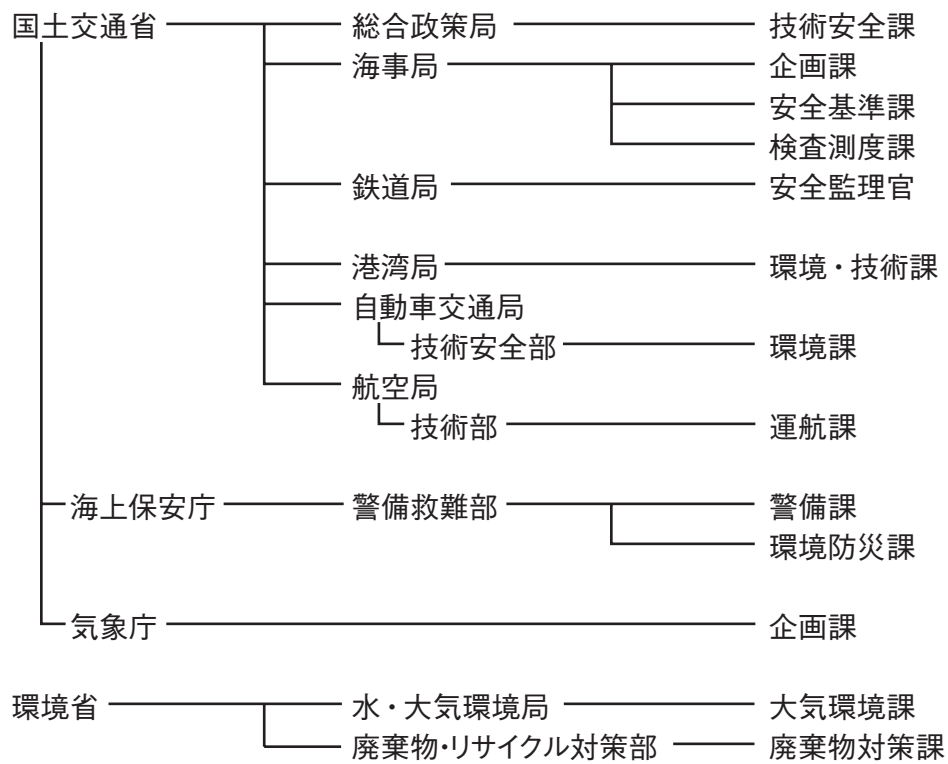 国土交通省 総合政策局 技術安全課
海事局 企画課
安全基準課
検査測度課
鉄道局 安全監理官
港湾局 環境・技術課
自動車交通局
技術安全部 環境課
航空局
技術部 運航課
海上保安庁 警備救難部 警備課
環境防災課
気象庁 企画課
環境省 水・大気環境局 大気環境課
廃棄物・リサイクル対策部 廃棄物対策課